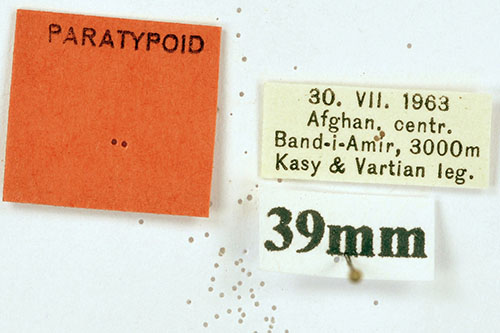 PARATYPOID
30. VII. 1963
Afghan. centr.
Band-i-Amir, 3000m
Kasy & Vartian leg.
39mm